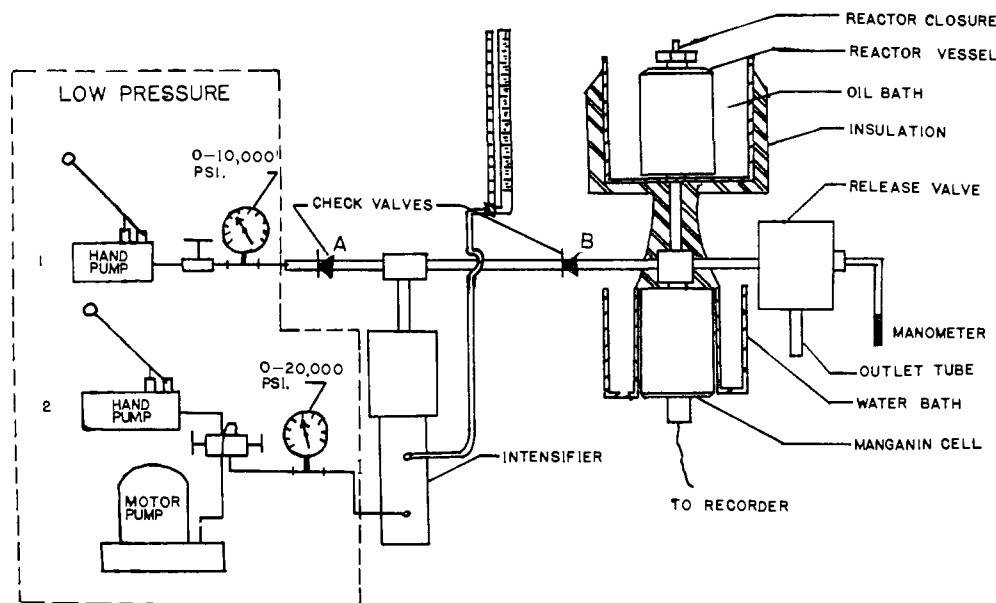 REACTOR CLOSURE
REACTOR VESSEL
OIL BATH
INSULATION
RELEASE VALVE
LOW PRESSURE
0-10,000
PSI.
CHECK VALVES
A
B
1
HAND
PUMP
MANOMETER
OUTLET TUBE
WATER BATH
MANGANIN CELL
0-20,000
PSI.
2
HAND
PUMP
INTENSIFIER
MOTOR
PUMP
TO RECORDER